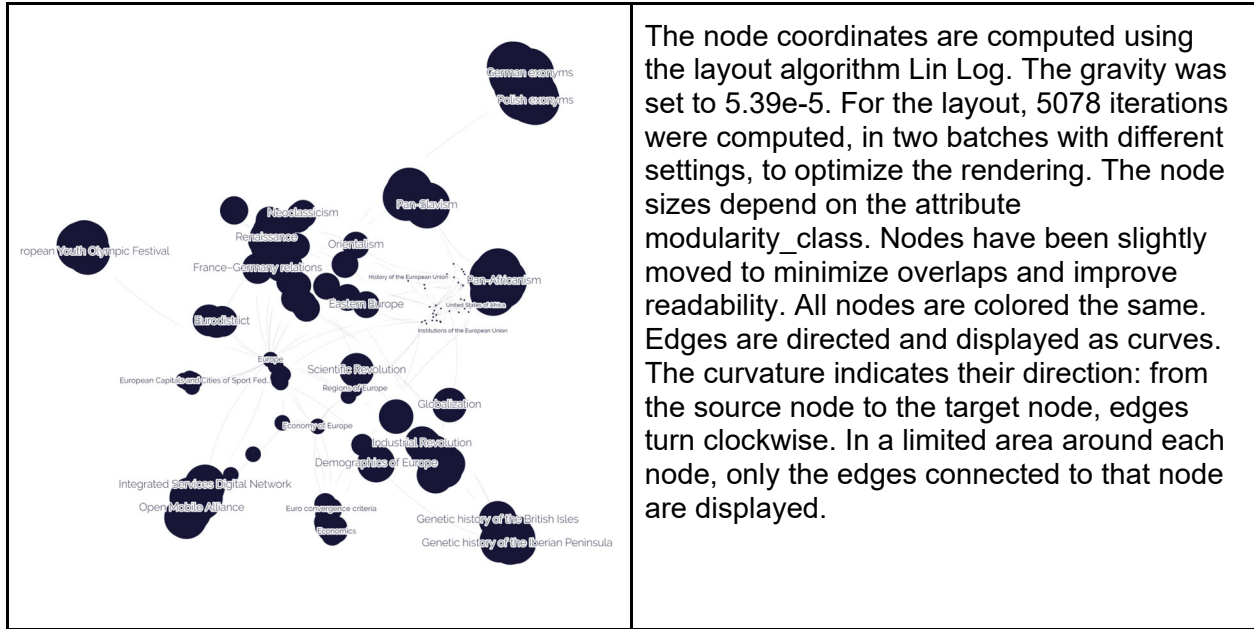 German exonyms
Polish exonyms
Pan-Slavism
Neoclassicism
Renaissance
Orientalism
ropean Youth Olympic Festival
France–Germany relations
History of the European Union
Pan-Africanism
Eastern Europe
United States of Africa
Eurodistrict
Institutions of the European Union
Europe
Scientific Revolution
European Capitals and Cities of Sport Fed...
Regions of Europe
Globalization
Economy of Europe
Industrial Revolution
Demographics of Europe
Integrated Services Digital Network
Open Mobile Alliance
Euro convergence criteria
Genetic history of the British Isles
Economics
Genetic history of the Iberian Peninsula
The node coordinates are computed using
the layout algorithm Lin Log. The gravity was
set to 5.39e-5. For the layout, 5078 iterations
were computed, in two batches with different
settings, to optimize the rendering. The node
sizes depend on the attribute
modularity_class. Nodes have been slightly
moved to minimize overlaps and improve
readability. All nodes are colored the same.
Edges are directed and displayed as curves.
The curvature indicates their direction: from
the source node to the target node, edges
turn clockwise. In a limited area around each
node, only the edges connected to that node
are displayed.